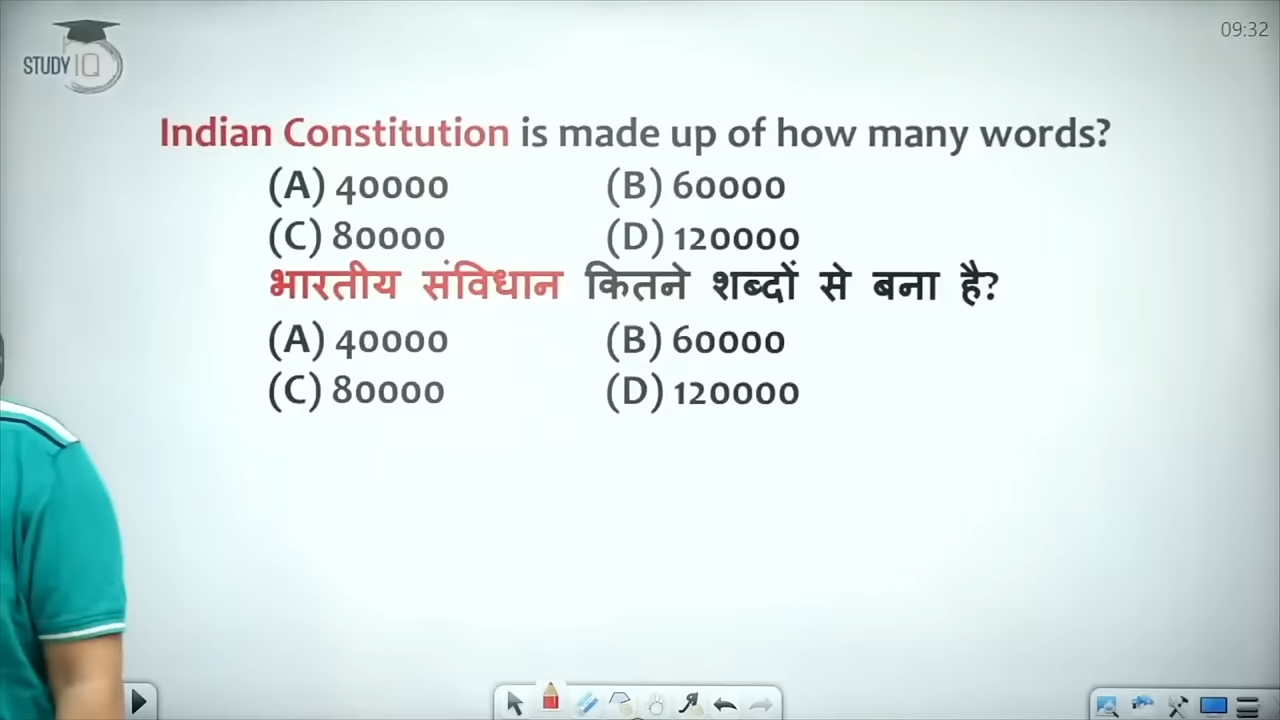 STUDY IQ
09:32
Indian Constitution is made up of how many words?
(A) 40000 (B) 60000
(C) 80000 (D) 120000
भारतीय संविधान कितने शब्दों से बना है?
(A) 40000 (B) 60000
(C) 80000 (D) 120000